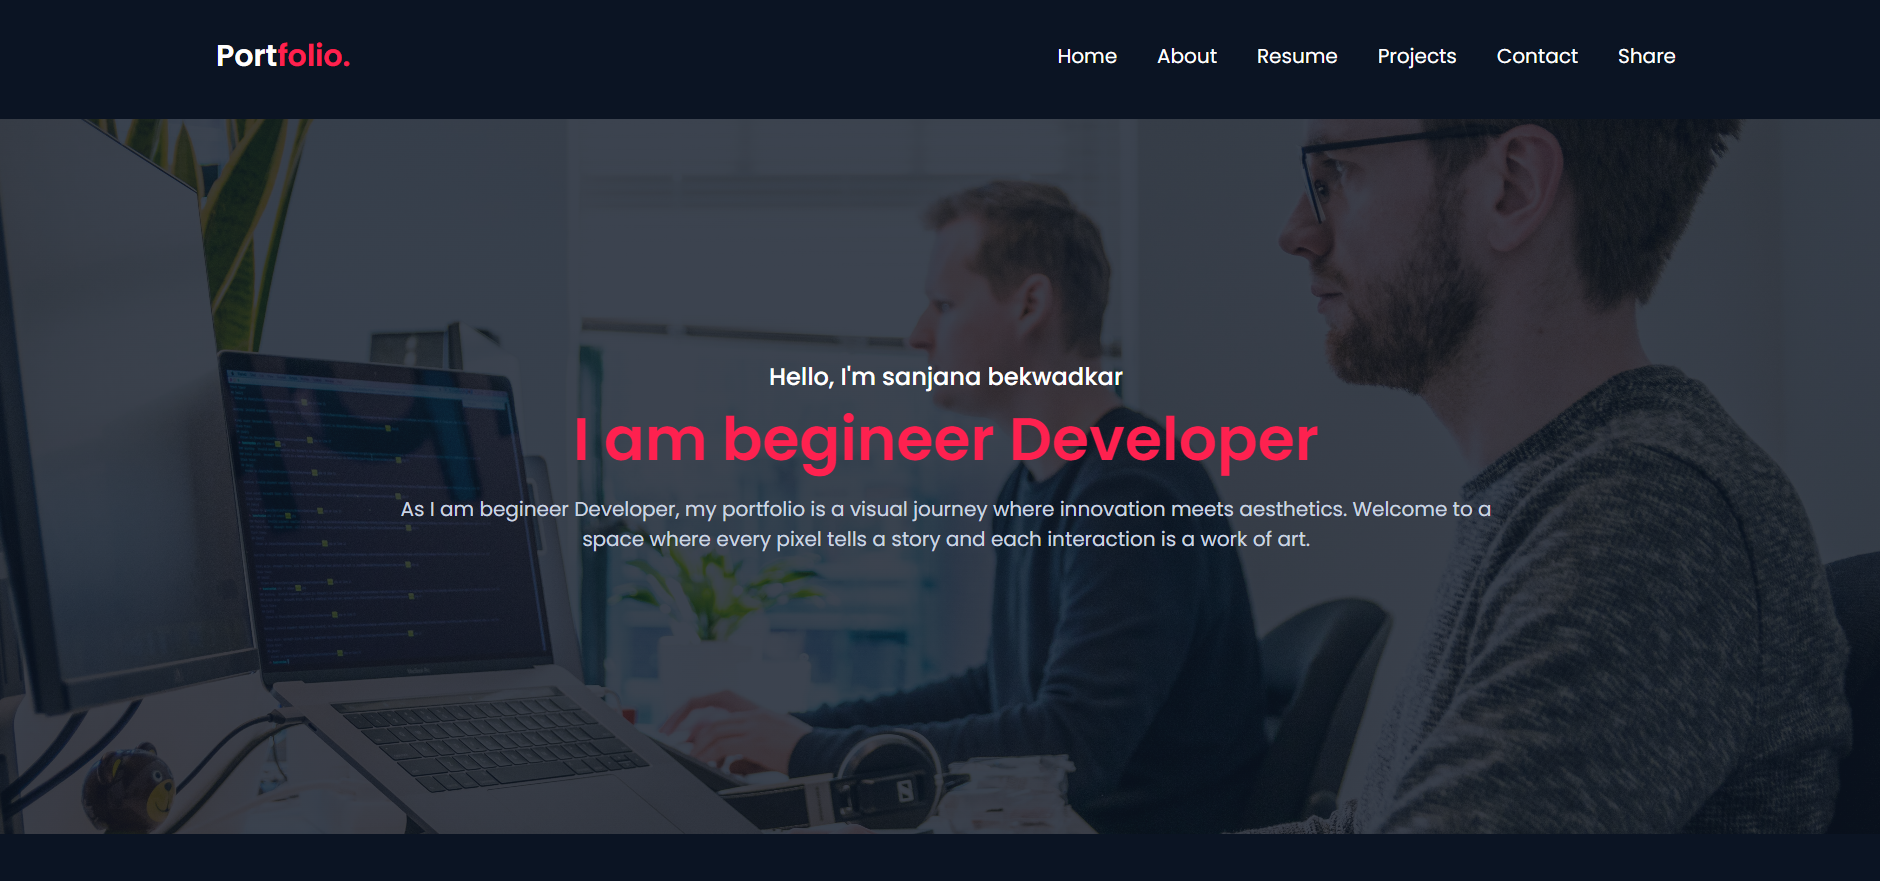 Portfolio.
Home About Resume Projects Contact Share
Hello, I'm sanjana bekwadkar
I am begineer Developer
As I am begineer Developer, my portfolio is a visual journey where innovation meets aesthetics. Welcome to a
space where every pixel tells a story and each interaction is a work of art.